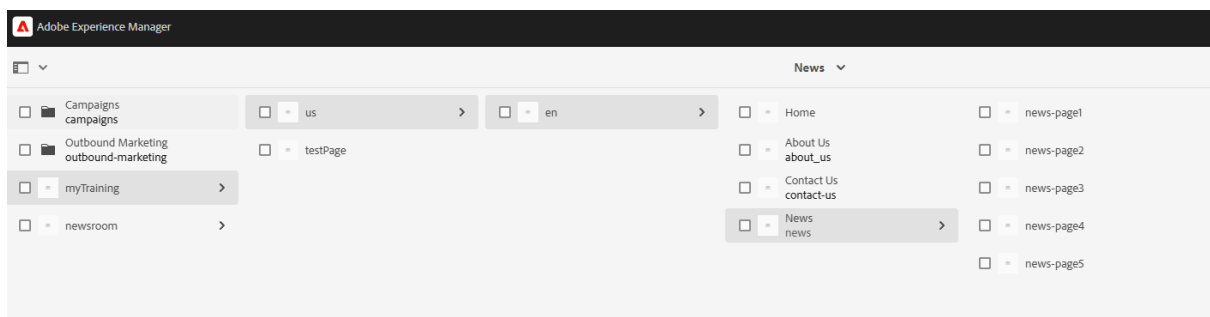 Adobe Experience Manager
News
Campaigns
campaigns
Outbound Marketing
outbound-marketing
myTraining
newsroom
us
testPage
en
Home
About Us
about_us
Contact Us
contact-us
News
news
news-page1
news-page2
news-page3
news-page4
news-page5